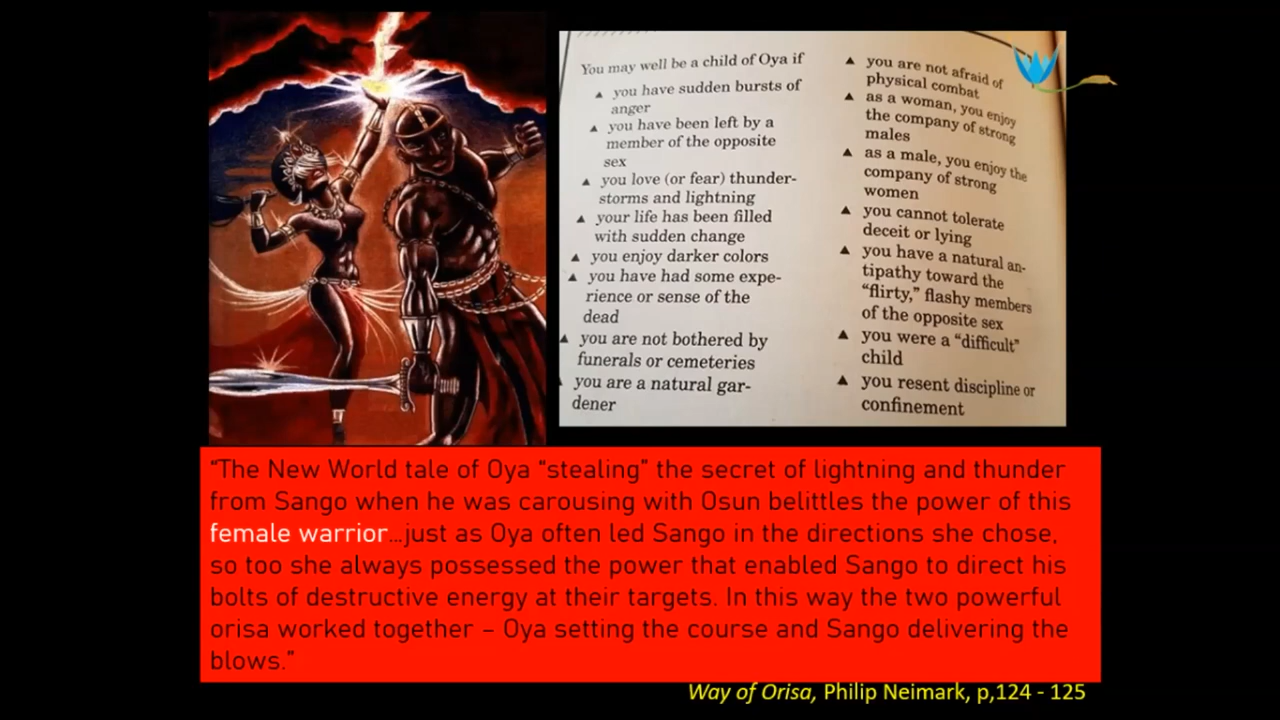 You may well be a child of Oya if
▲ you have sudden bursts of
anger
▲ you have been left by a
member of the opposite
sex
▲ you love (or fear) thunder-
storms and lightning
▲ your life has been filled
with sudden change
▲ you enjoy darker colors
▲ you have had some expe-
rience or sense of the
dead
▲ you are not bothered by
funerals or cemeteries
▲ you are a natural gar-
dener
▲ you are not afraid of
physical combat
▲ as a woman, you enjoy
the company of strong
males
▲ as a male, you enjoy the
company of strong
women
▲ you cannot tolerate
deceit or lying
▲ you have a natural an-
tipathy toward the
“flirty,” flashy members
of the opposite sex
▲ you were a “difficult”
child
▲ you resent discipline or
confinement
“The New World tale of Oya “stealing” the secret of lightning and thunder
from Sango when he was carousing with Osun belittles the power of this
female warrior…just as Oya often led Sango in the directions she chose,
so too she always possessed the power that enabled Sango to direct his
bolts of destructive energy at their targets. In this way the two powerful
orisa worked together – Oya setting the course and Sango delivering the
blows.”
Way of Orisa, Philip Neimark, p,124 - 125